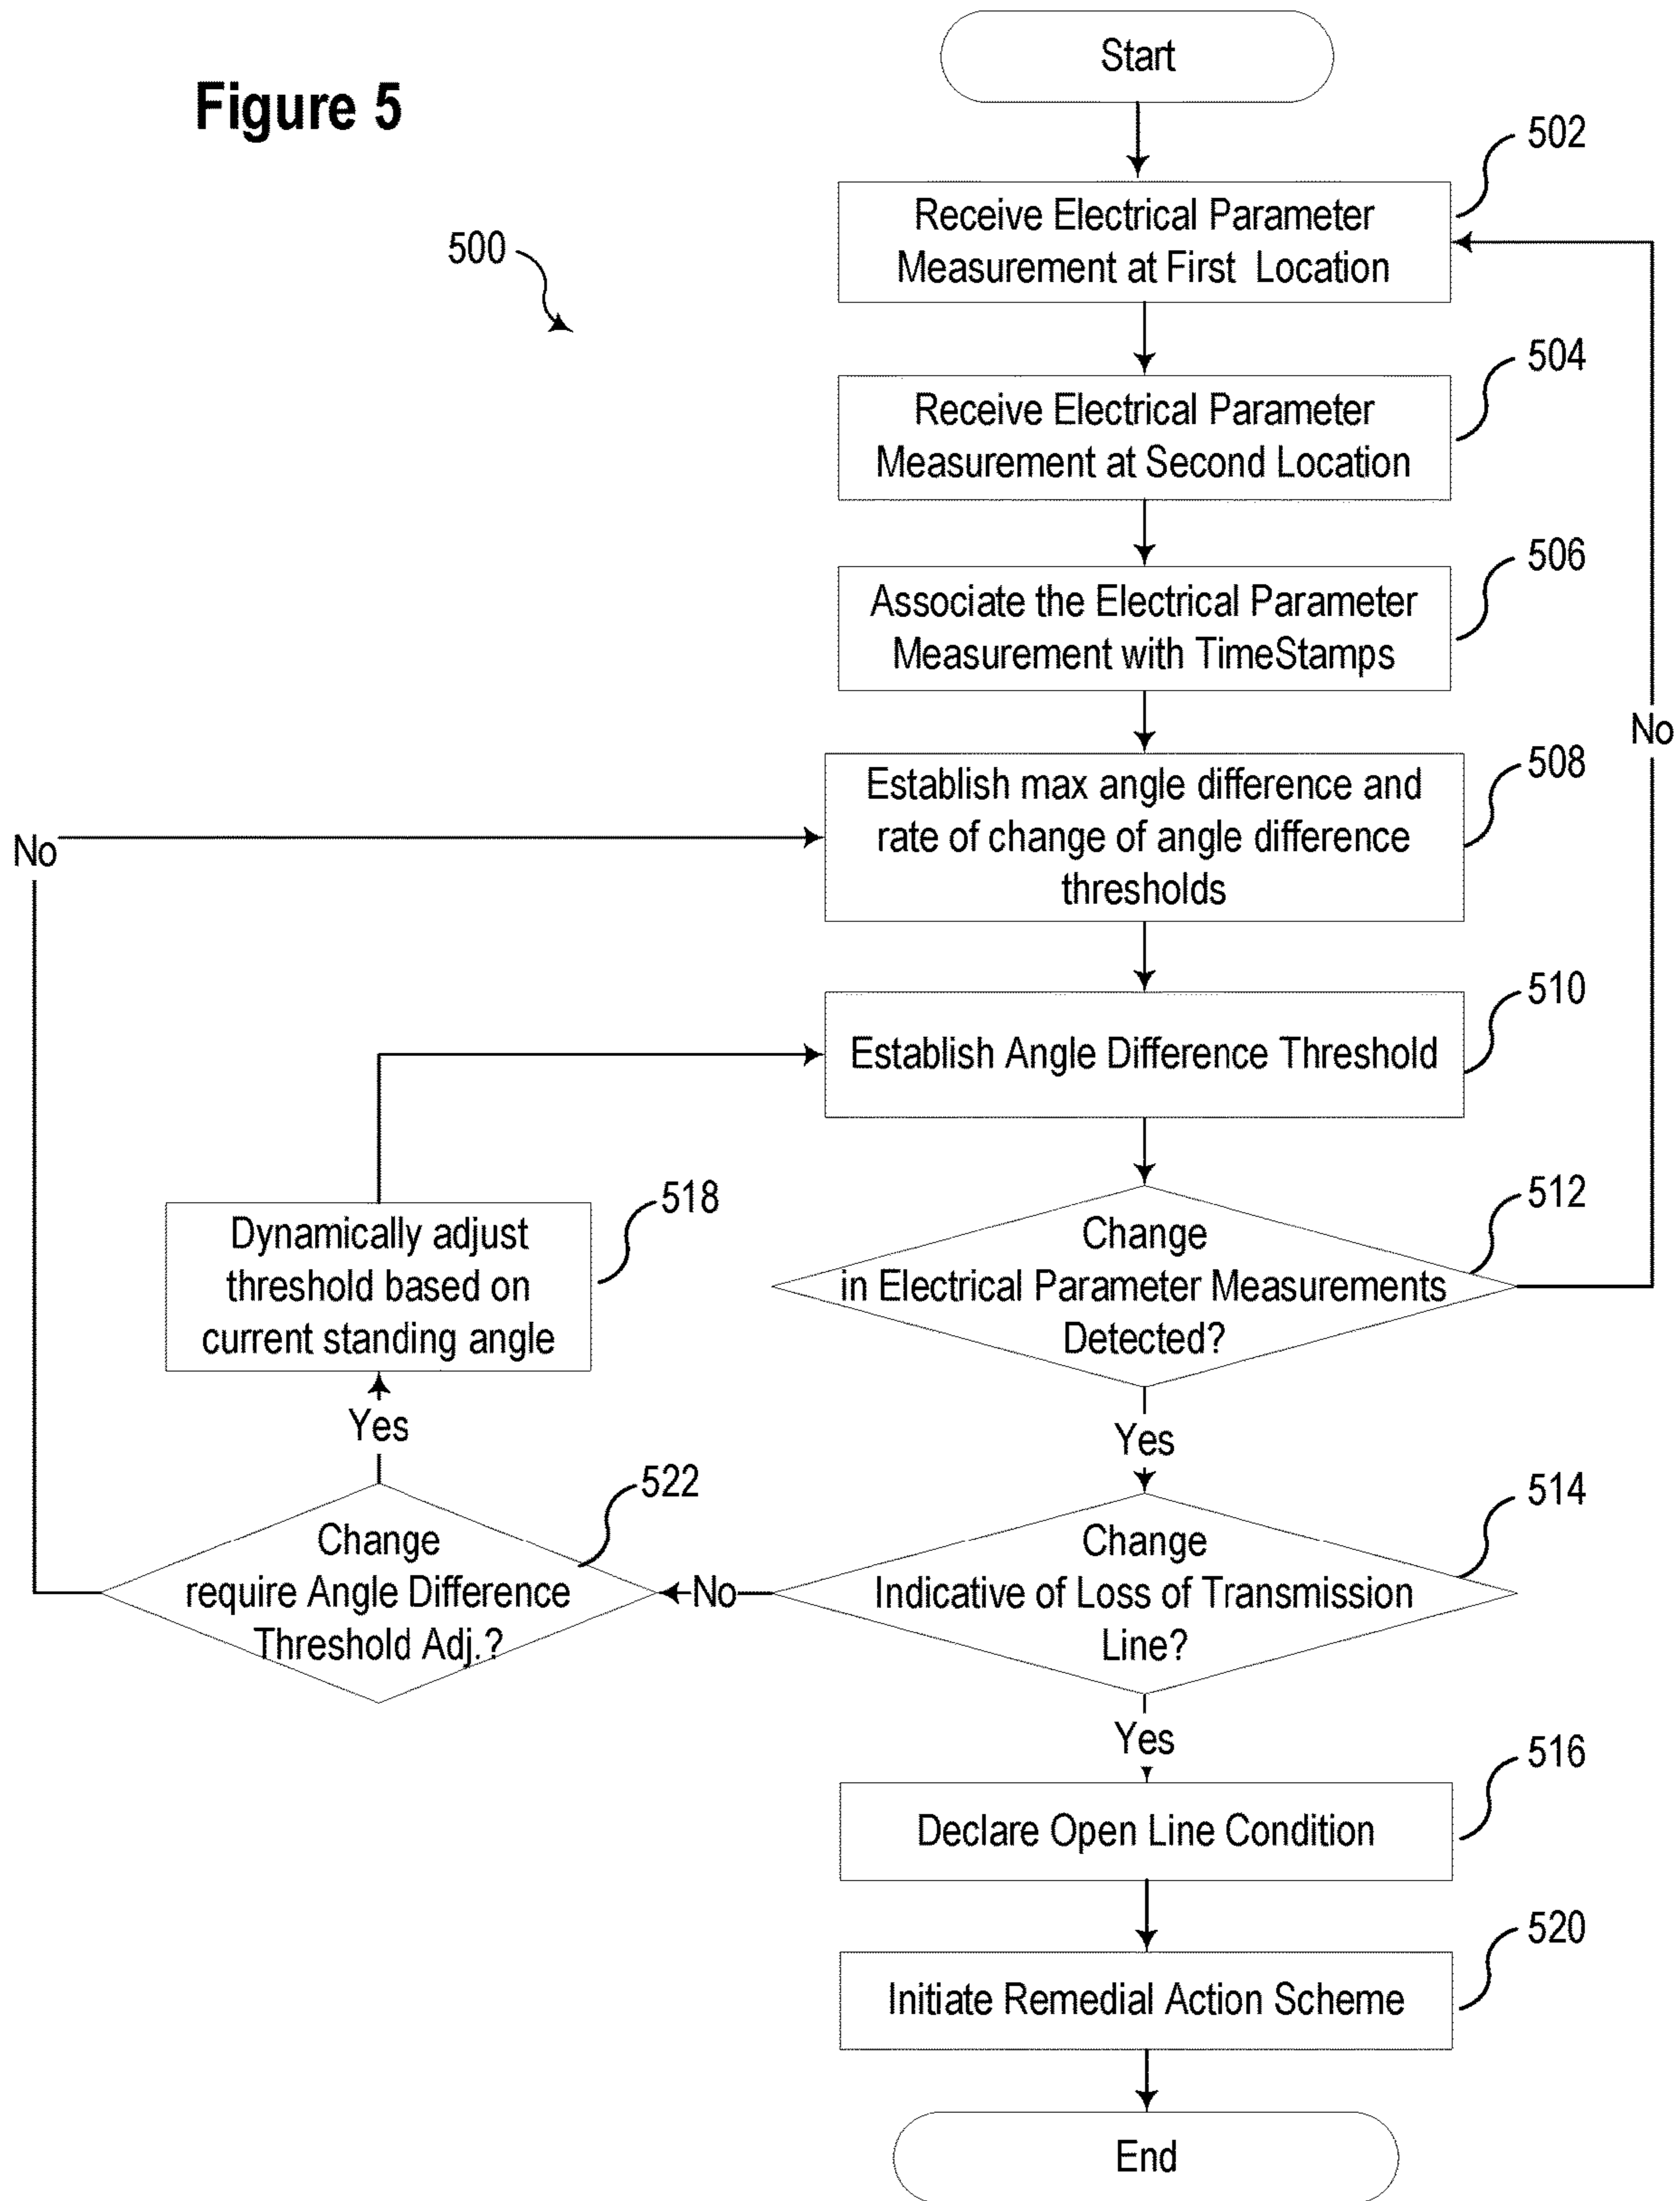 Figure 5
500
Start
502
Receive Electrical Parameter
Measurement at First Location
504
Receive Electrical Parameter
Measurement at Second Location
506
Associate the Electrical Parameter
Measurement with TimeStamps
No
508
Establish max angle difference and
rate of change of angle difference
thresholds
No
510
Establish Angle Difference Threshold
512
Change
in Electrical Parameter Measurements
Detected?
518
Dynamically adjust
threshold based on
current standing angle
Yes
Yes
522
Change
require Angle Difference
Threshold Adj.?
No
514
Change
Indicative of Loss of Transmission
Line?
Yes
516
Declare Open Line Condition
520
Initiate Remedial Action Scheme
End